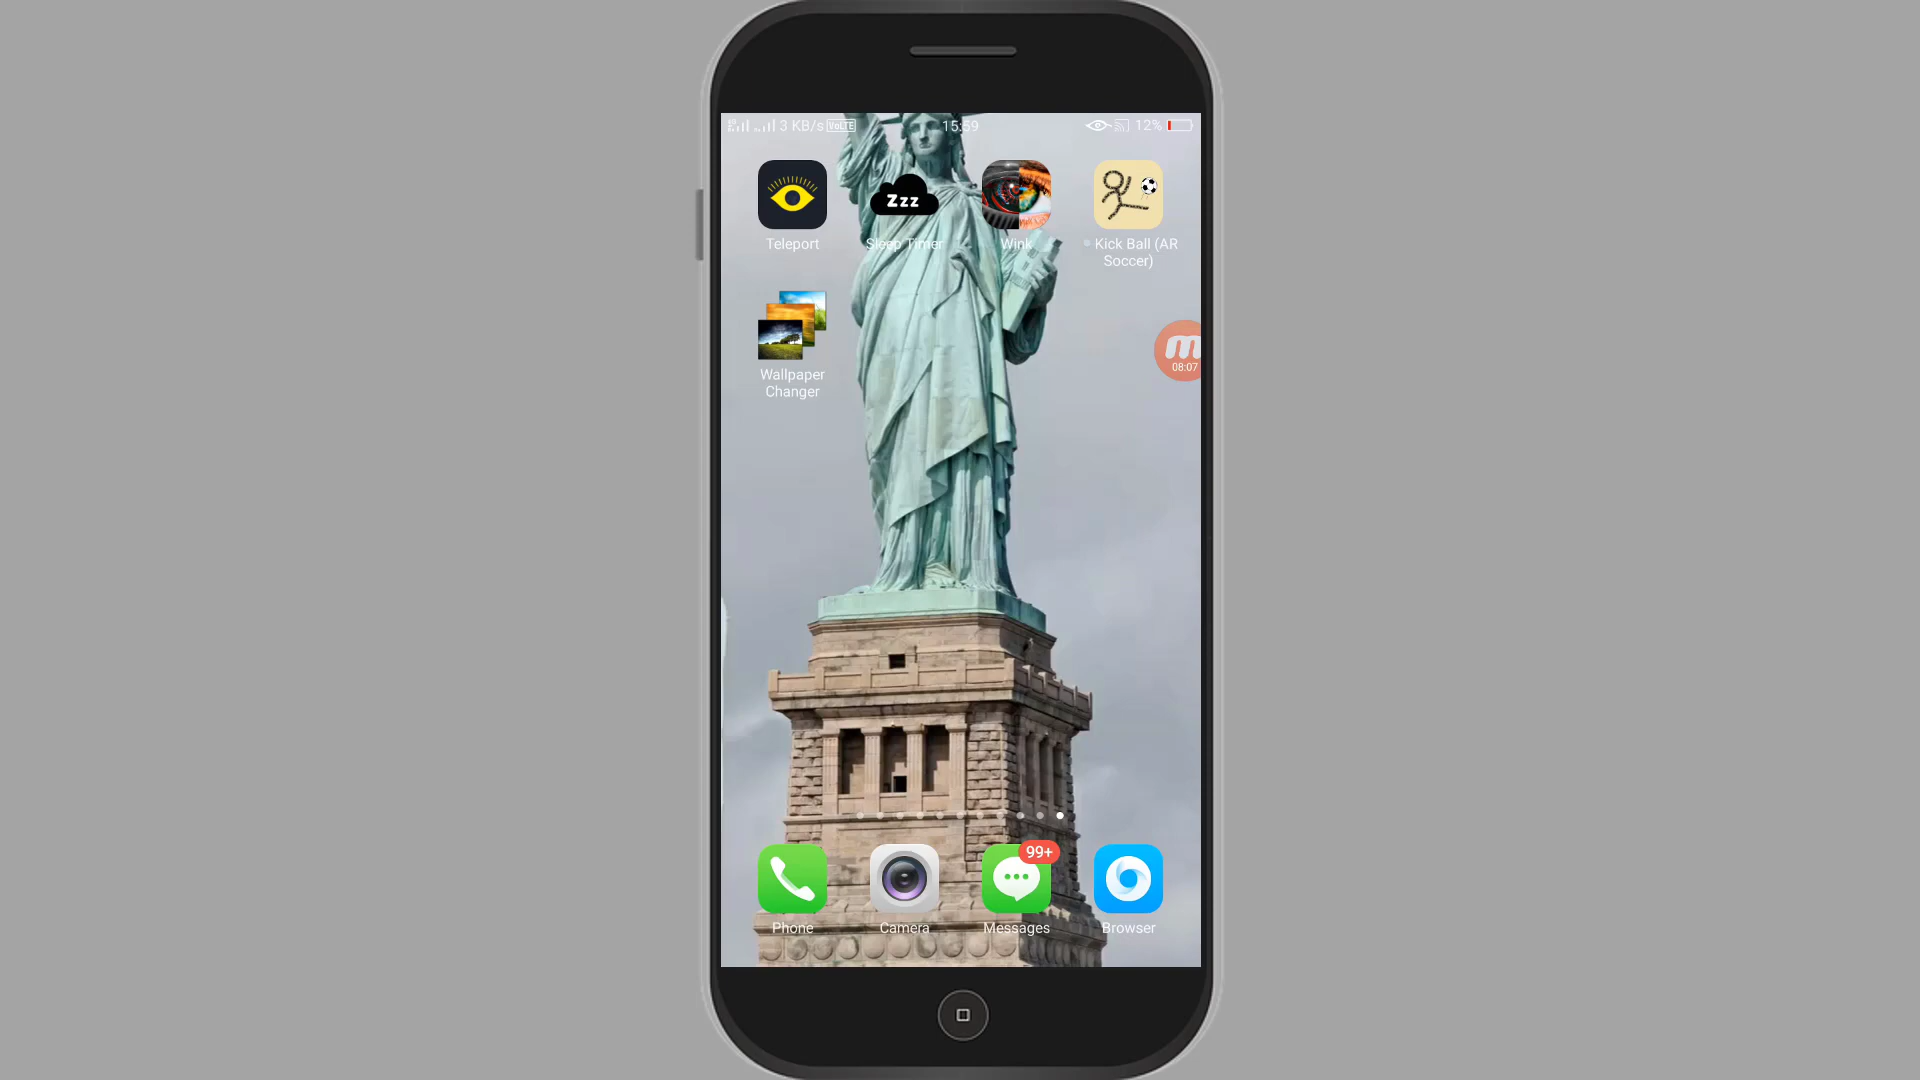 3 KB/s VoLTE 15:59 12%
Zzz
Teleport Sleep Timer Wink Kick Ball (AR
Soccer)
m
08:07
Wallpaper
Changer
99+
Phone Camera Messages Browser